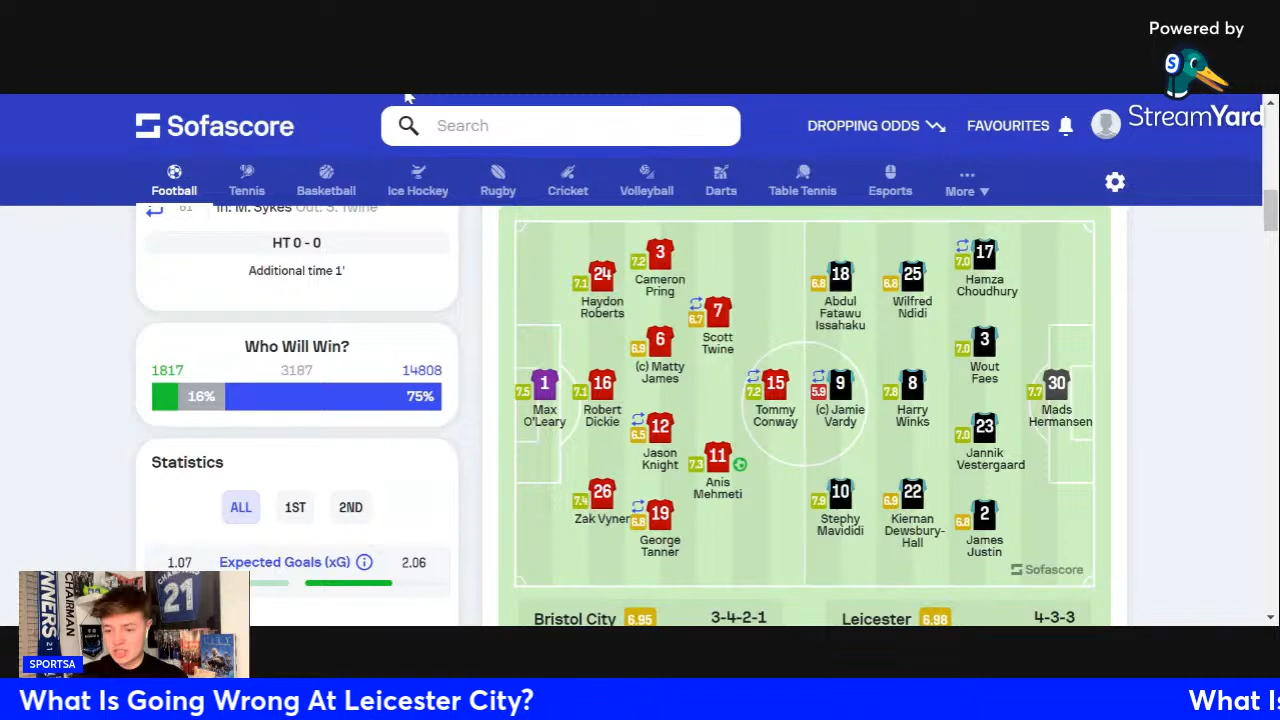 Powered by
S
StreamYard
Sofascore
Search
DROPPING ODDS
FAVOURITES
Football
Tennis
Basketball
Ice Hockey
Rugby
Cricket
Volleyball
Darts
Table Tennis
Esports
More
61
In: M. Sykes Out: S. Twine
HT 0 - 0
Additional time 1'
Who Will Win?
1817
3187
14808
16%
75%
Statistics
ALL
1ST
2ND
1.07
Expected Goals (xG)
2.06
1
7.5
Max
O'Leary
24
7.1
Haydon
Roberts
16
7.1
Robert
Dickie
26
7.4
Zak Vyner
3
7.2
Cameron
Pring
6
6.9
(c) Matty
James
12
6.5
Jason
Knight
19
6.8
George
Tanner
7
6.7
Scott
Twine
11
7.3
Anis
Mehmeti
15
7.2
Tommy
Conway
18
6.8
Abdul
Fatawu
Issahaku
9
5.9
(c) Jamie
Vardy
10
7.9
Stephy
Mavididi
25
6.8
Wilfred
Ndidi
8
7.8
Harry
Winks
22
6.9
Kiernan
Dewsbury-
Hall
17
7.0
Hamza
Choudhury
3
7.0
Wout
Faes
23
7.0
Jannik
Vestergaard
2
6.8
James
Justin
30
7.7
Mads
Hermansen
Sofascore
Bristol City 6.95 3-4-2-1
Leicester 6.98 4-3-3
CHAIRMAN
21
SPORTSA
What Is Going Wrong At Leicester City?
What Is